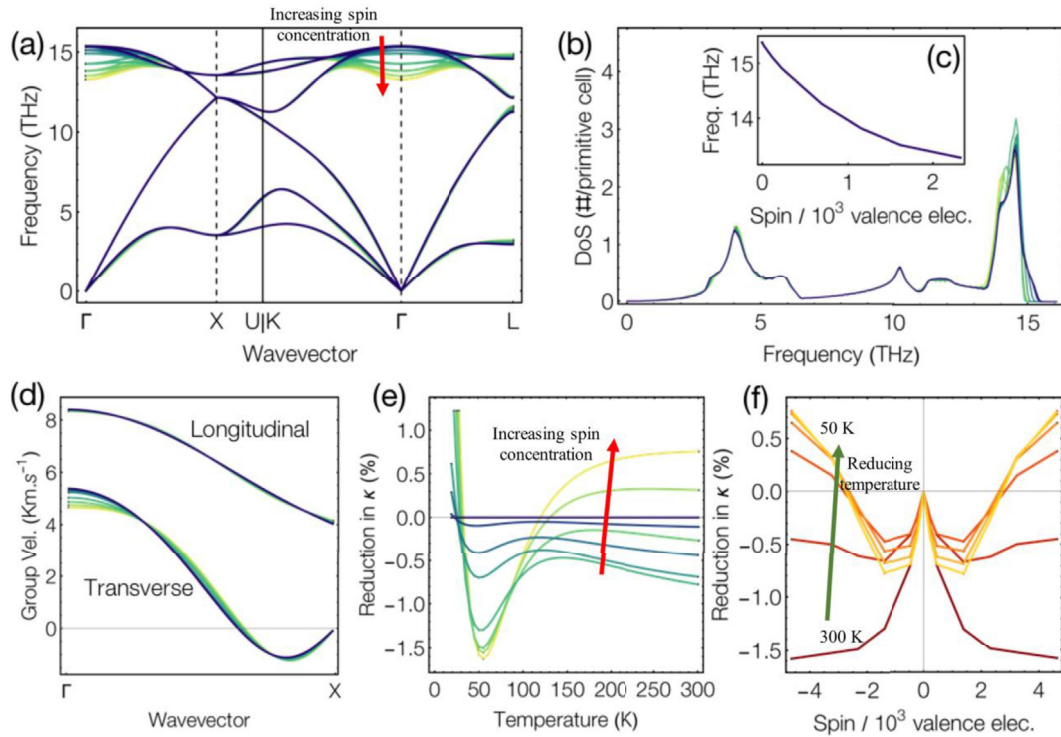 (a)
Increasing spin
concentration
Frequency (THz)
15
10
5
0
Γ
X
U|K
Γ
L
Wavevector
(b)
DoS (#/primitive cell)
4
3
2
1
0
0
5
10
15
Frequency (THz)
(c)
Freq. (THz)
15
14
0
1
2
Spin / 10³ valence elec.
(d)
Group Vel. (Km.s⁻¹)
8
6
4
2
0
Longitudinal
Transverse
Γ
X
Wavevector
(e)
Increasing spin
concentration
Reduction in κ (%)
1.0
0.5
0.0
−0.5
−1.0
−1.5
0
50
100
150
200
250
300
Temperature (K)
(f)
50 K
Reducing
temperature
300 K
Reduction in κ (%)
0.5
0.0
−0.5
−1.0
−1.5
−4
−2
0
2
4
Spin / 10³ valence elec.